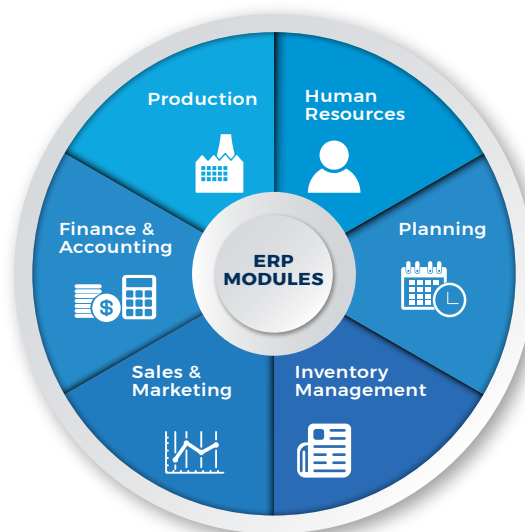 Production
Human
Resources
Finance &
Accounting
ERP
MODULES
Planning
Sales &
Marketing
Inventory
Management
$